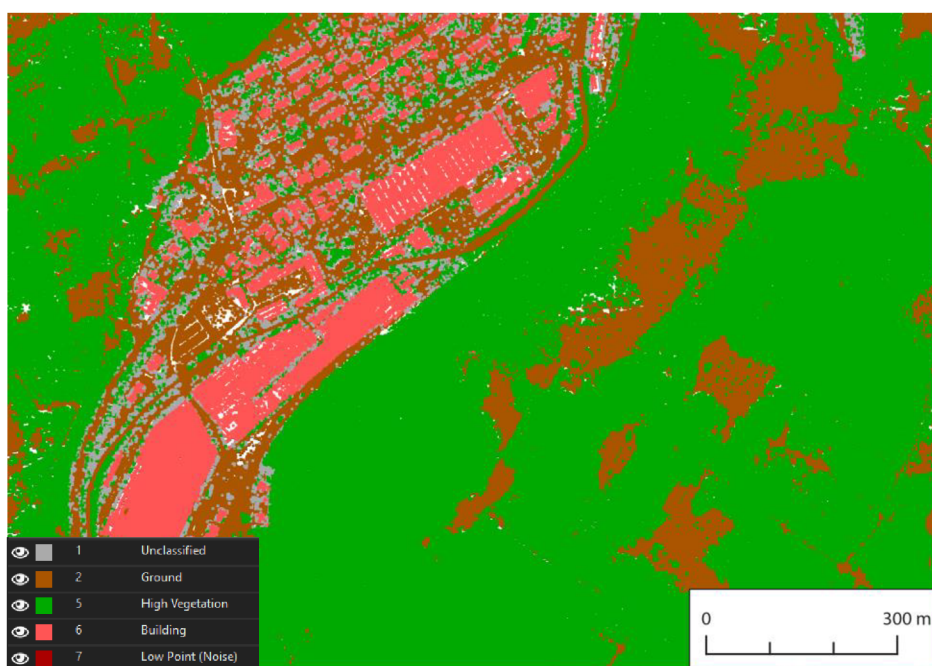 1 Unclassified
2 Ground
5 High Vegetation
6 Building
7 Low Point (Noise)
0 300 m